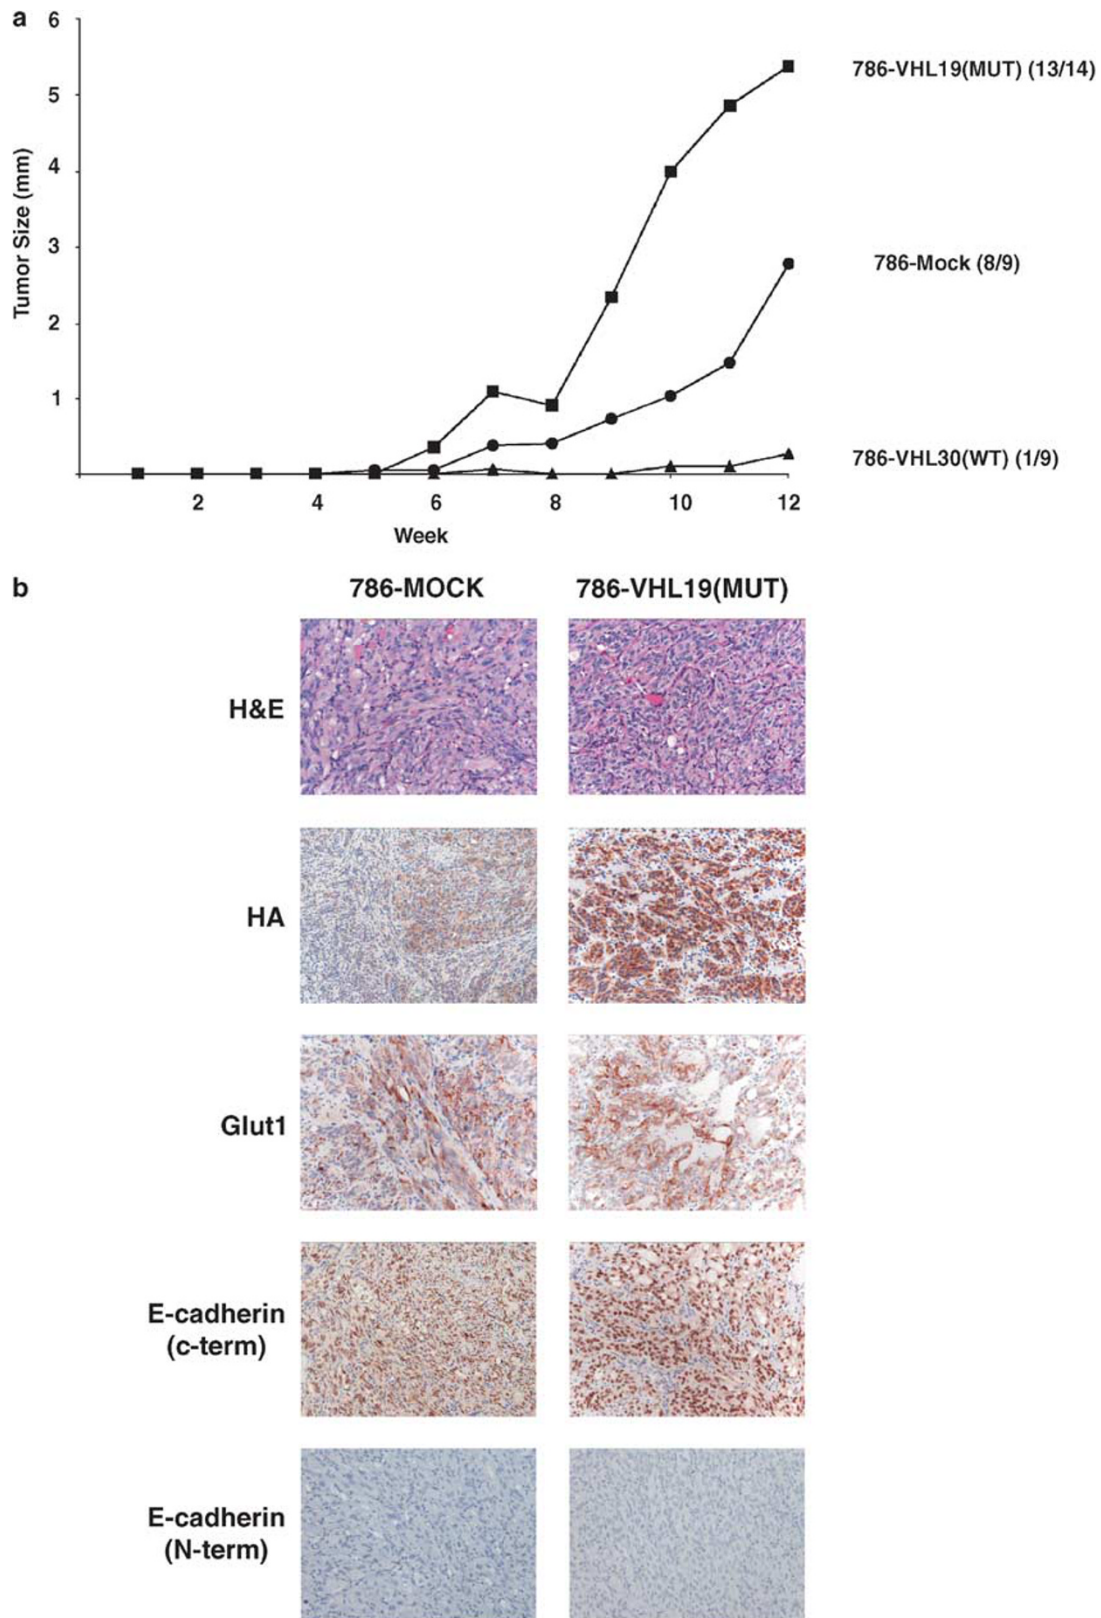 a
6
5
4
3
2
1
Tumor Size (mm)
2 4 6 8 10 12
Week
786-VHL19(MUT) (13/14)
786-Mock (8/9)
786-VHL30(WT) (1/9)
b
786-MOCK 786-VHL19(MUT)
H&E
HA
Glut1
E-cadherin
(c-term)
E-cadherin
(N-term)